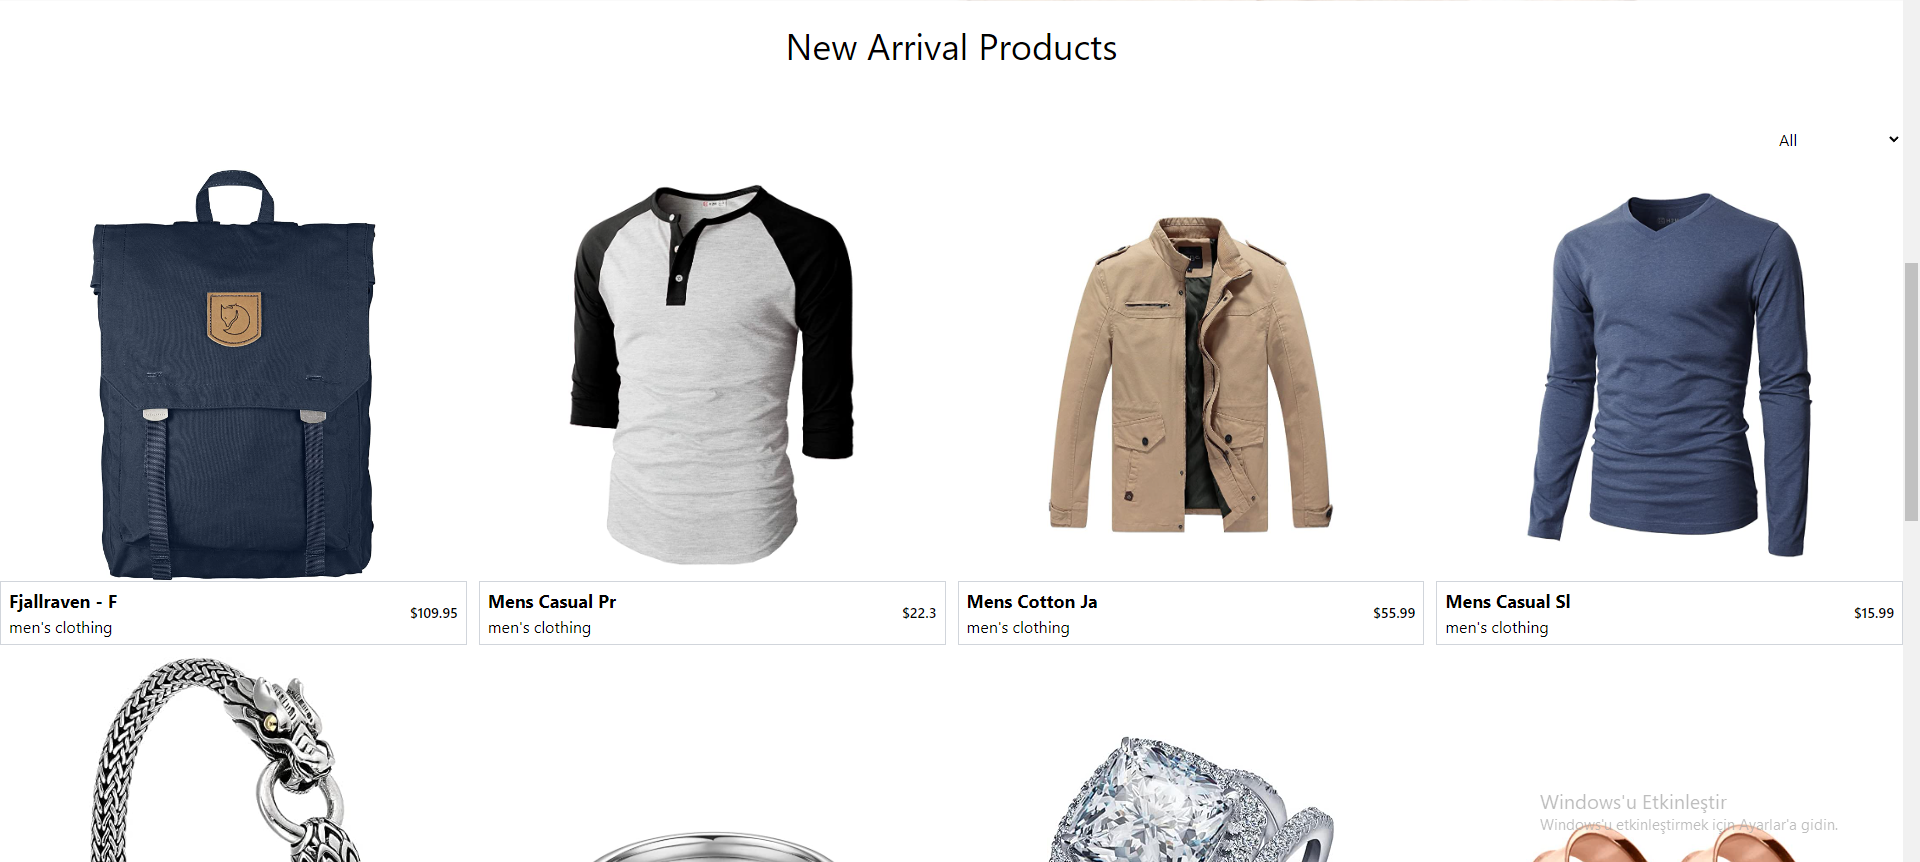 New Arrival Products
All
Fjallraven - F
men's clothing
$109.95
Mens Casual Pr
men's clothing
$22.3
Mens Cotton Ja
men's clothing
$55.99
Mens Casual Sl
men's clothing
$15.99
Windows'u Etkinleştir
Windows'u etkinleştirmek için Ayarlar'a gidin.